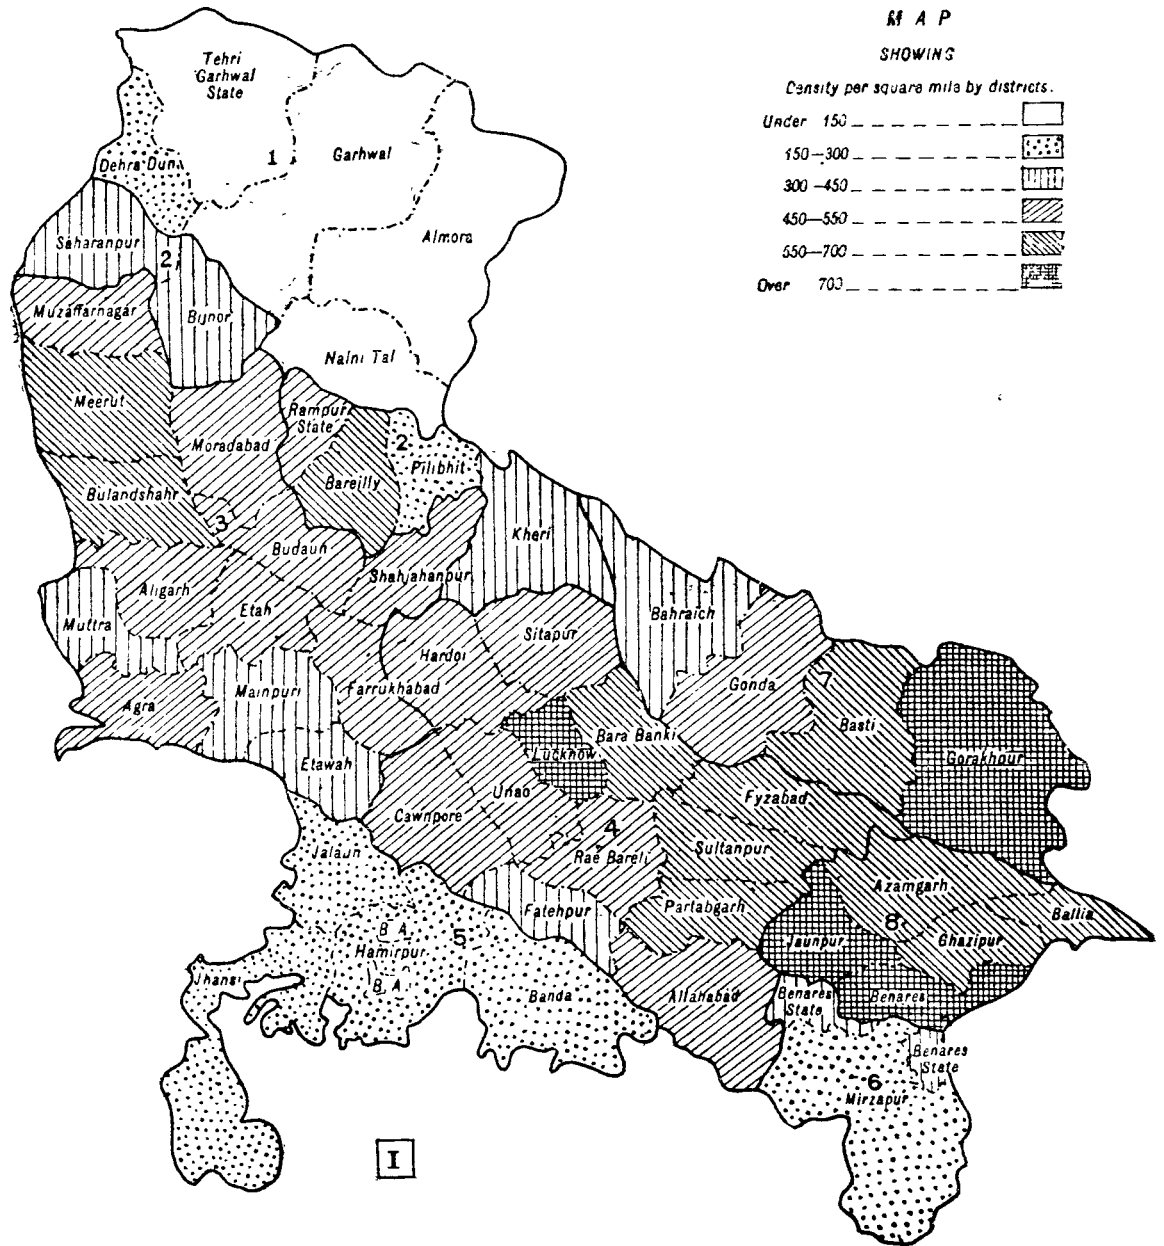 MAP
SHOWING
Density per square mile by districts.
Under 150
150—300
300—450
450—550
550—700
Over 700
Tehri
Garhwal
State
1
Garhwal
Dehra Dun
Almora
Saharanpur
2
Muzaffarnagar
Bijnor
Naini Tal
Meerut
Rampur
State
Moradabad
2
Pilibhit
Bareilly
Bulandshahr
3
Budaun
Kheri
Shahjahanpur
Aligarh
Etah
Muttra
Bahraich
Sitapur
Hardoi
Mainpuri
Farrukhabad
Gonda
7
Agra
Basti
Bara Banki
Lucknow
Etawah
Gorakhpur
Unao
Fyzabad
Cawnpore
4
Rae Bareli
Sultanpur
Jalaun
Azamgarh
Fatehpur
Partabgarh
Ballia
8
B A
5
Jaunpur
Ghazipur
Hamirpur
Jhansi
B. A.
Banda
Allahabad
Benares
State
Benares
Benares
State
6
Mirzapur
I